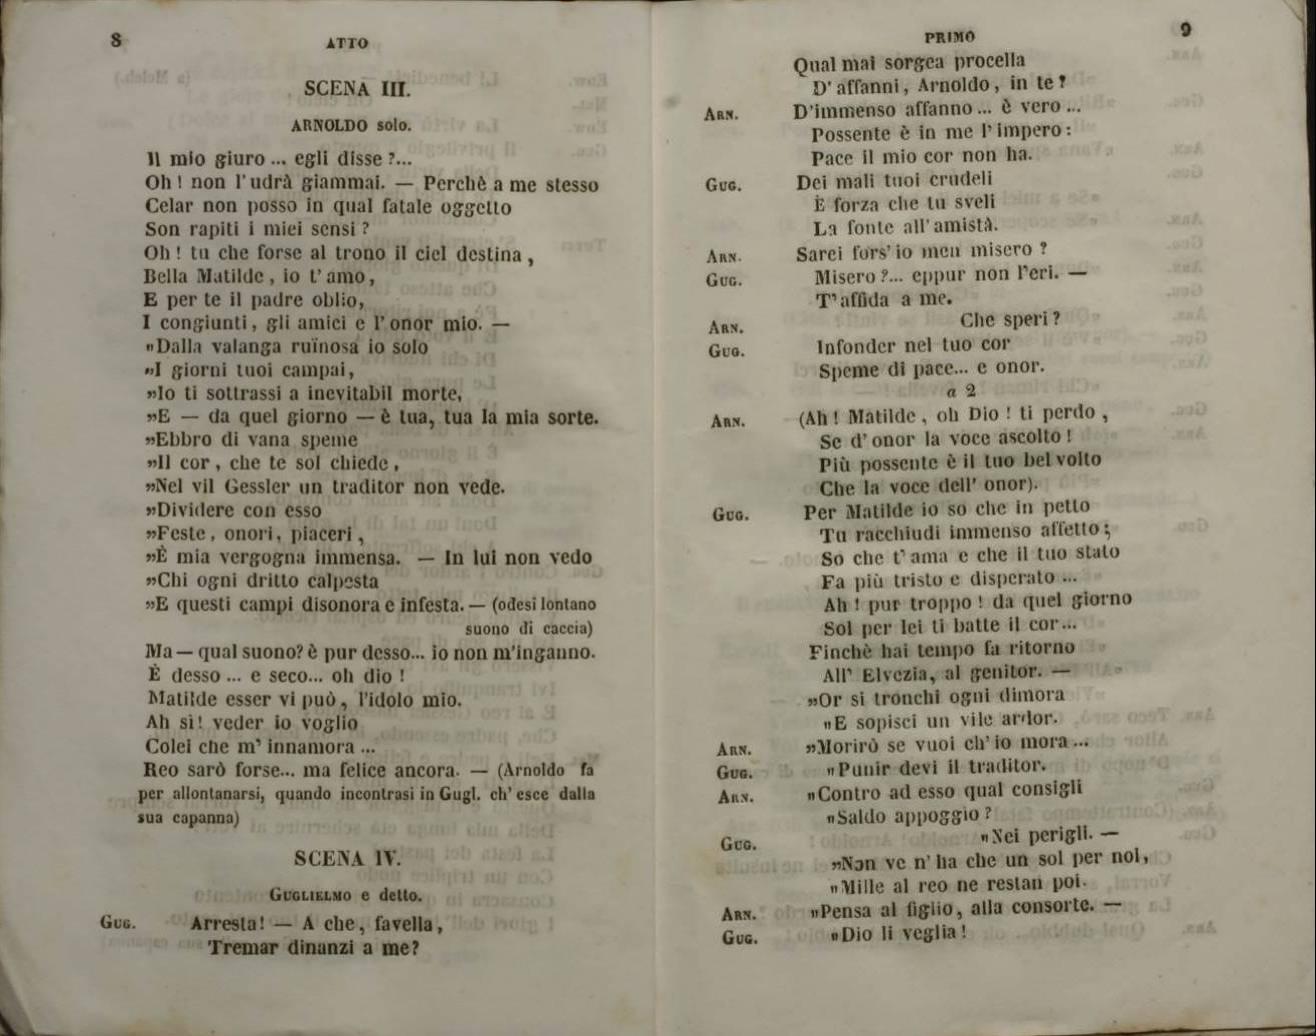 8
ATTO
SCENA III.
ARNOLDO solo.
Il mio giuro ... egli disse ?...
Oh ! non l'udrà giammai. — Perchè a me stesso
Celar non posso in qual fatale oggetto
Son rapiti i miei sensi ?
Oh ! tu che forse al trono il ciel destina ,
Bella Matilde , io t'amo ,
E per te il padre oblio,
I congiunti , gli amici e l'onor mio. —
»Dalla valanga ruïnosa io solo
»I giorni tuoi campai,
»Io ti sottrassi a inevitabil morte,
»E — da quel giorno — è tua, tua la mia sorte.
»Ebbro di vana speme
»Il cor , che te sol chiede ,
»Nel vil Gessler un traditor non vede.
»Dividere con esso
»Feste , onori, piaceri ,
»È mia vergogna immensa. — In lui non vedo
»Chi ogni dritto calpesta
»E questi campi disonora e infesta. — (odesi lontano
suono di caccia)
Ma — qual suono? è pur desso... io non m'inganno.
È desso ... e seco... oh dio !
Matilde esser vi può , l'idolo mio.
Ah sì! veder io voglio
Colei che m'innamora ...
Reo sarò forse... ma felice ancora. — (Arnoldo fa
per allontanarsi, quando incontrasi in Gugl. ch'esce dalla
sua capanna)
SCENA IV.
GUGLIELMO e detto.
GUG. Arresta! — A che, favella,
Tremar dinanzi a me?
PRIMO
9
Qual mai sorgea procella
D'affanni , Arnoldo , in te ?
ARN. D'immenso affanno ... è vero ...
Possente è in me l'impero :
Pace il mio cor non ha.
GUG. Dei mali tuoi crudeli
È forza che tu sveli
La fonte all'amistà.
ARN. Sarei fors'io men misero ?
GUG. Misero ?... eppur non l'eri. —
T'affida a me.
ARN. Che speri ?
GUG. Infonder nel tuo cor
Speme di pace... e onor.
a 2
ARN. (Ah ! Matilde , oh Dio ! ti perdo ,
Se d'onor la voce ascolto !
Più possente è il tuo bel volto
Che la voce dell' onor).
GUG. Per Matilde io so che in petto
Tu racchiudi immenso affetto ;
So che t'ama e che il tuo stato
Fa più tristo e disperato ...
Ah ! pur troppo ! da quel giorno
Sol per lei ti batte il cor...
Finchè hai tempo fa ritorno
All' Elvezia, al genitor. —
»Or si tronchi ogni dimora
»E sopisci un vile ardor.
ARN. »Morirò se vuoi ch'io mora ...
GUG. »Punir devi il traditor.
ARN. »Contro ad esso qual consigli
»Saldo appoggio ?
GUG. »Nei perigli. —
»Non ve n'ha che un sol per noi,
»Mille al reo ne restan poi.
ARN. »Pensa al figlio, alla consorte. —
GUG. »Dio li veglia !